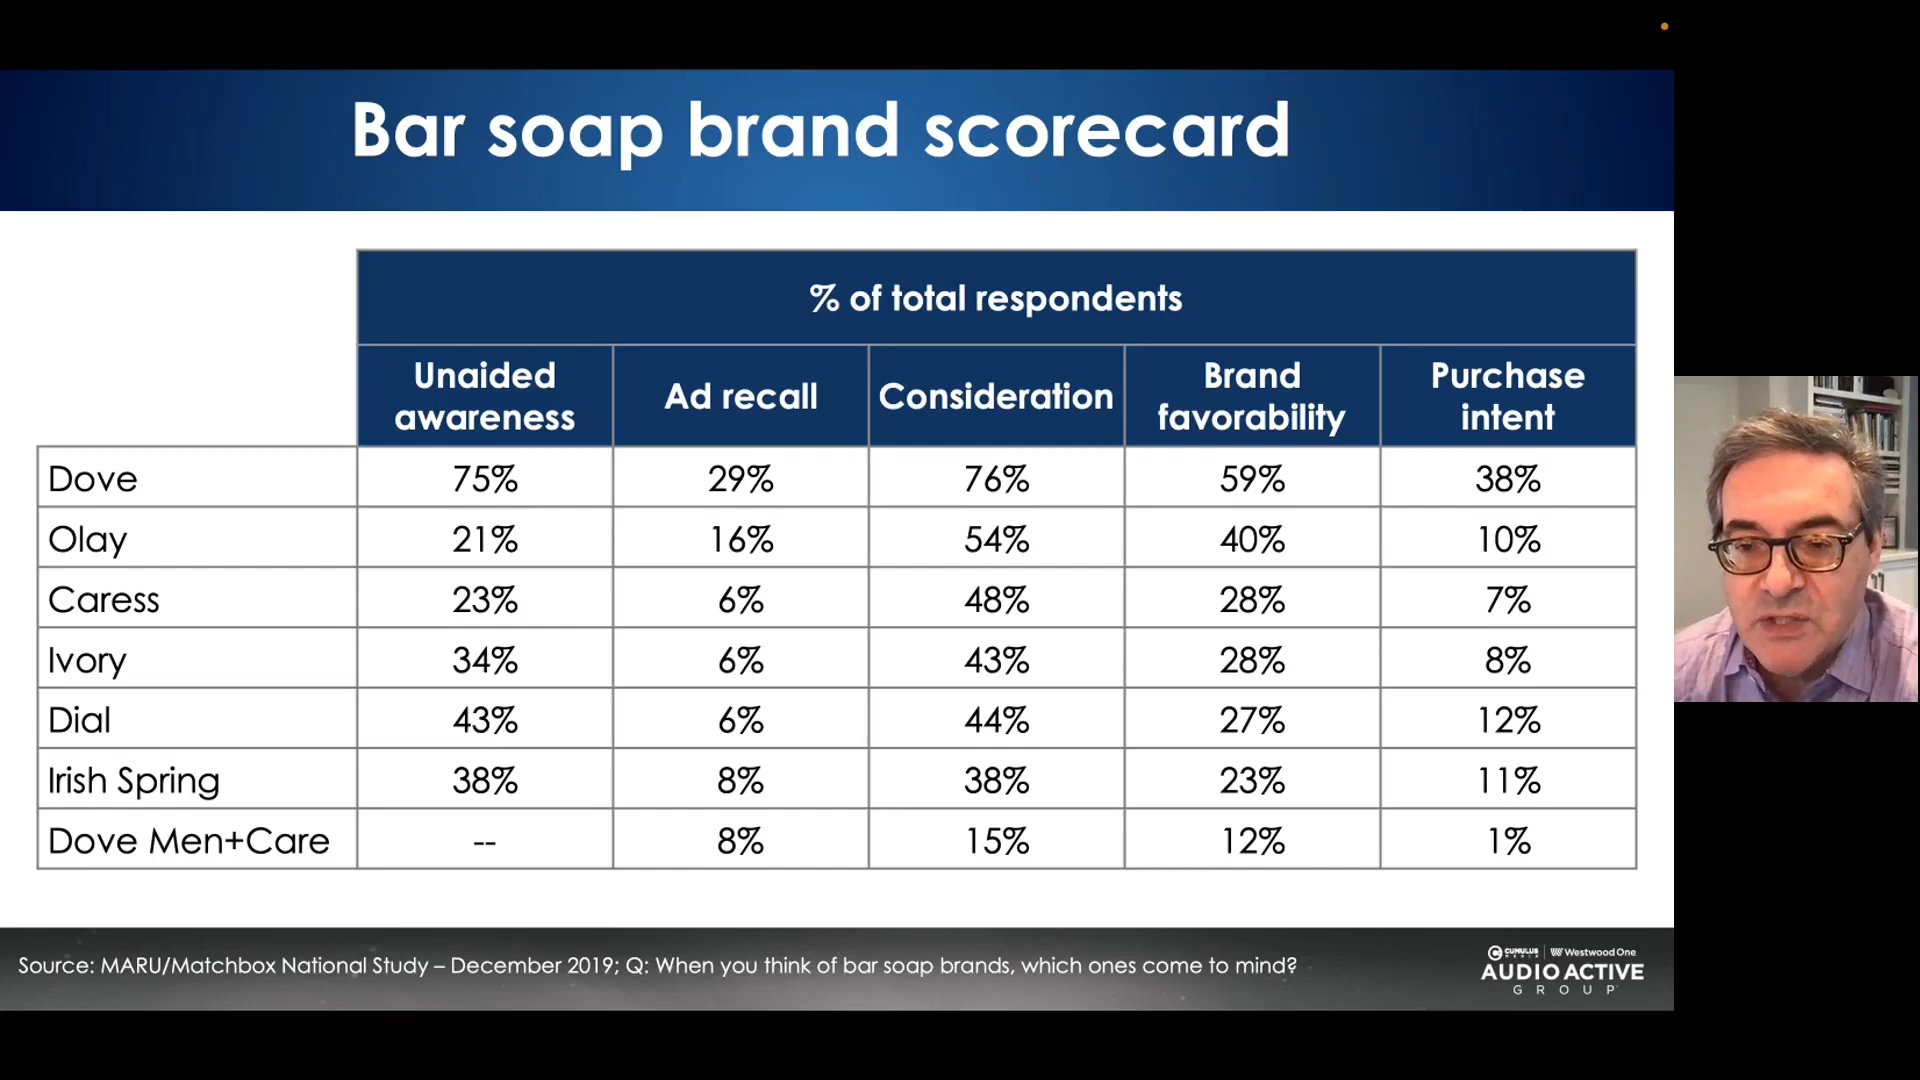 Bar soap brand scorecard
% of total respondents
Unaided awareness Ad recall Consideration Brand favorability Purchase intent
Dove 75% 29% 76% 59% 38%
Olay 21% 16% 54% 40% 10%
Caress 23% 6% 48% 28% 7%
Ivory 34% 6% 43% 28% 8%
Dial 43% 6% 44% 27% 12%
Irish Spring 38% 8% 38% 23% 11%
Dove Men+Care -- 8% 15% 12% 1%
Source: MARU/Matchbox National Study – December 2019; Q: When you think of bar soap brands, which ones come to mind?
CUMULUS MEDIA Westwood One
AUDIO ACTIVE
GROUP